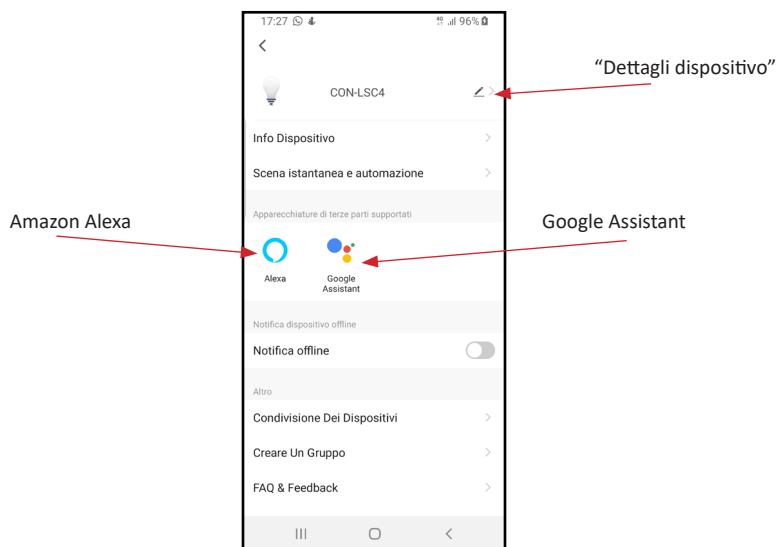 17:27
96%
"Dettagli dispositivo"
CON-LSC4
Info Dispositivo
Scena istantanea e automazione
Apparecchiature di terze parti supportati
Amazon Alexa
Google Assistant
Alexa
Google
Assistant
Notifica dispositivo offline
Notifica offline
Altro
Condivisione Dei Dispositivi
Creare Un Gruppo
FAQ & Feedback